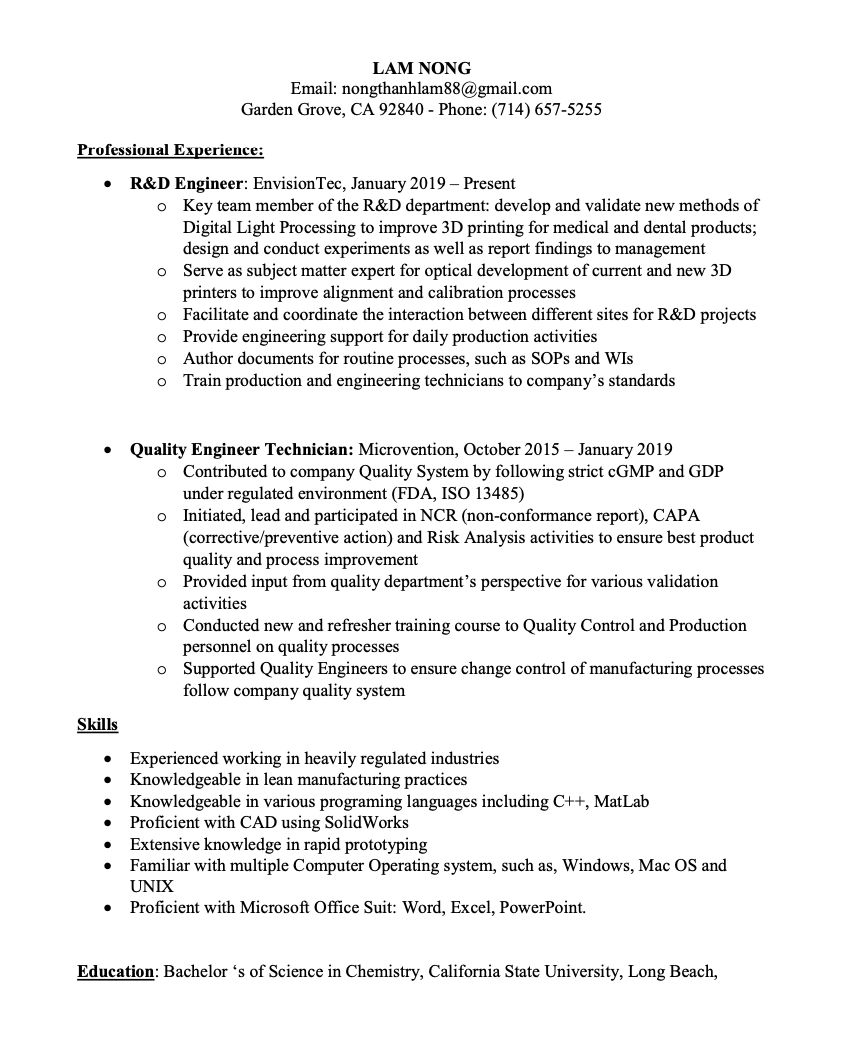 LAM NONG
Email: nongthanhlam88@gmail.com
Garden Grove, CA 92840 - Phone: (714) 657-5255
Professional Experience:
• R&D Engineer: EnvisionTec, January 2019 – Present
o Key team member of the R&D department: develop and validate new methods of
Digital Light Processing to improve 3D printing for medical and dental products;
design and conduct experiments as well as report findings to management
o Serve as subject matter expert for optical development of current and new 3D
printers to improve alignment and calibration processes
o Facilitate and coordinate the interaction between different sites for R&D projects
o Provide engineering support for daily production activities
o Author documents for routine processes, such as SOPs and WIs
o Train production and engineering technicians to company’s standards
• Quality Engineer Technician: Microvention, October 2015 – January 2019
o Contributed to company Quality System by following strict cGMP and GDP
under regulated environment (FDA, ISO 13485)
o Initiated, lead and participated in NCR (non-conformance report), CAPA
(corrective/preventive action) and Risk Analysis activities to ensure best product
quality and process improvement
o Provided input from quality department’s perspective for various validation
activities
o Conducted new and refresher training course to Quality Control and Production
personnel on quality processes
o Supported Quality Engineers to ensure change control of manufacturing processes
follow company quality system
Skills
• Experienced working in heavily regulated industries
• Knowledgeable in lean manufacturing practices
• Knowledgeable in various programing languages including C++, MatLab
• Proficient with CAD using SolidWorks
• Extensive knowledge in rapid prototyping
• Familiar with multiple Computer Operating system, such as, Windows, Mac OS and
UNIX
• Proficient with Microsoft Office Suit: Word, Excel, PowerPoint.
Education: Bachelor ‘s of Science in Chemistry, California State University, Long Beach,